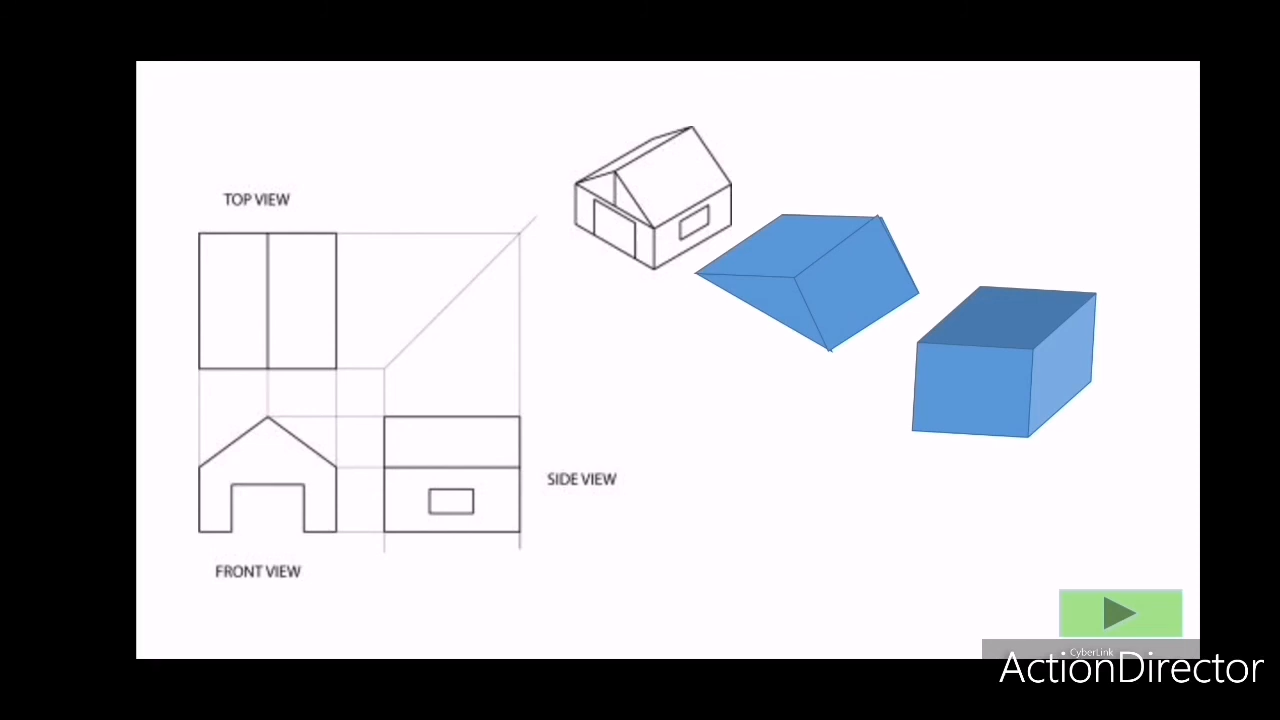 TOP VIEW
SIDE VIEW
FRONT VIEW
CyberLink
ActionDirector